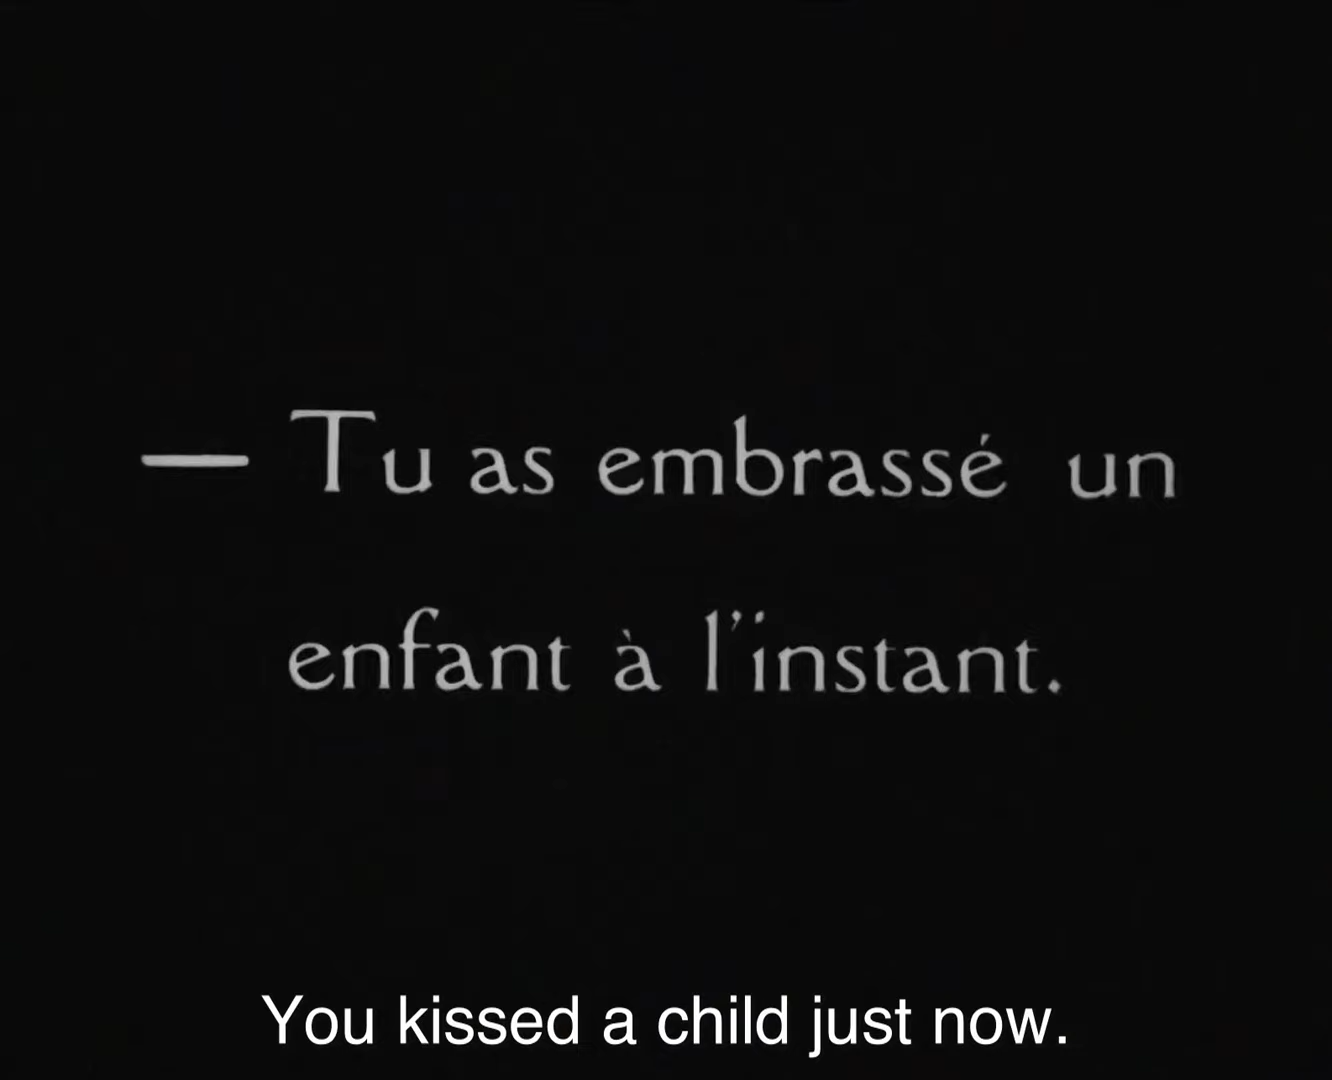 — Tu as embrassé un
enfant à l'instant.
You kissed a child just now.